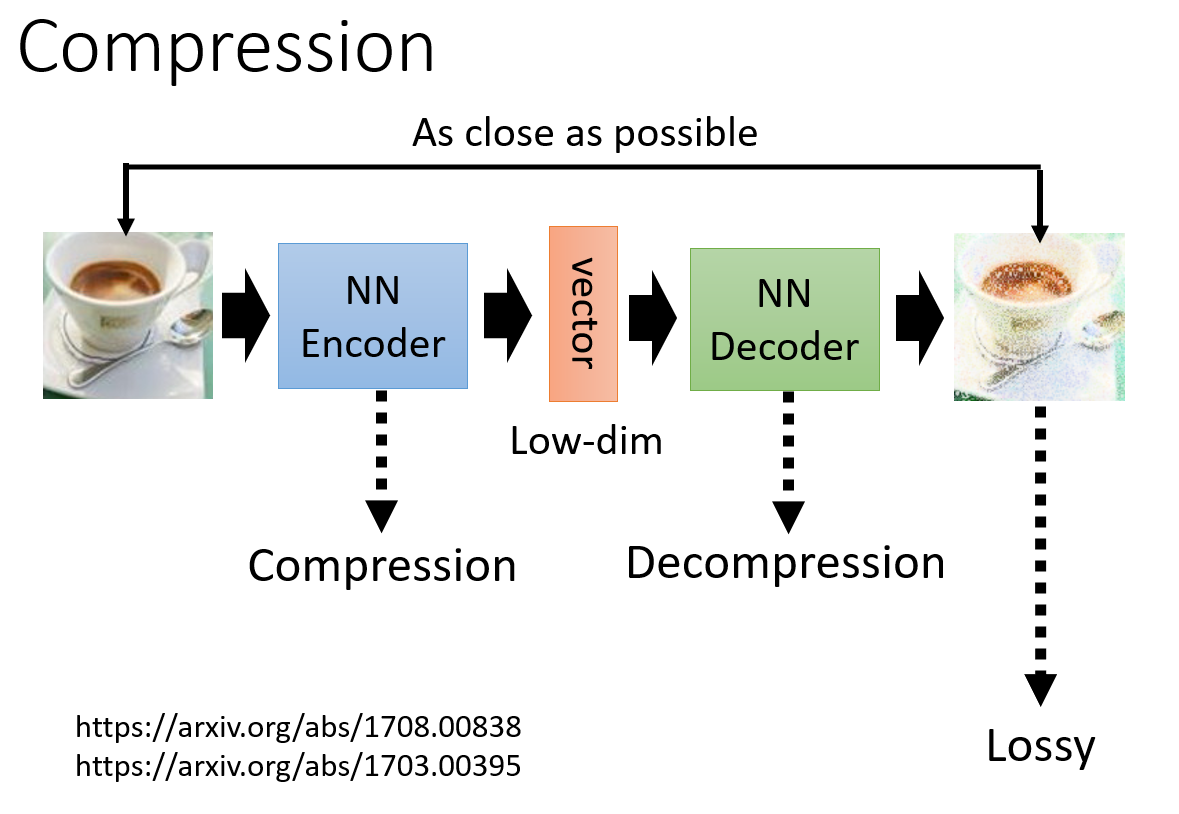 Compression
As close as possible
NN
Encoder
vector
NN
Decoder
Low-dim
Compression
Decompression
Lossy
https://arxiv.org/abs/1708.00838
https://arxiv.org/abs/1703.00395